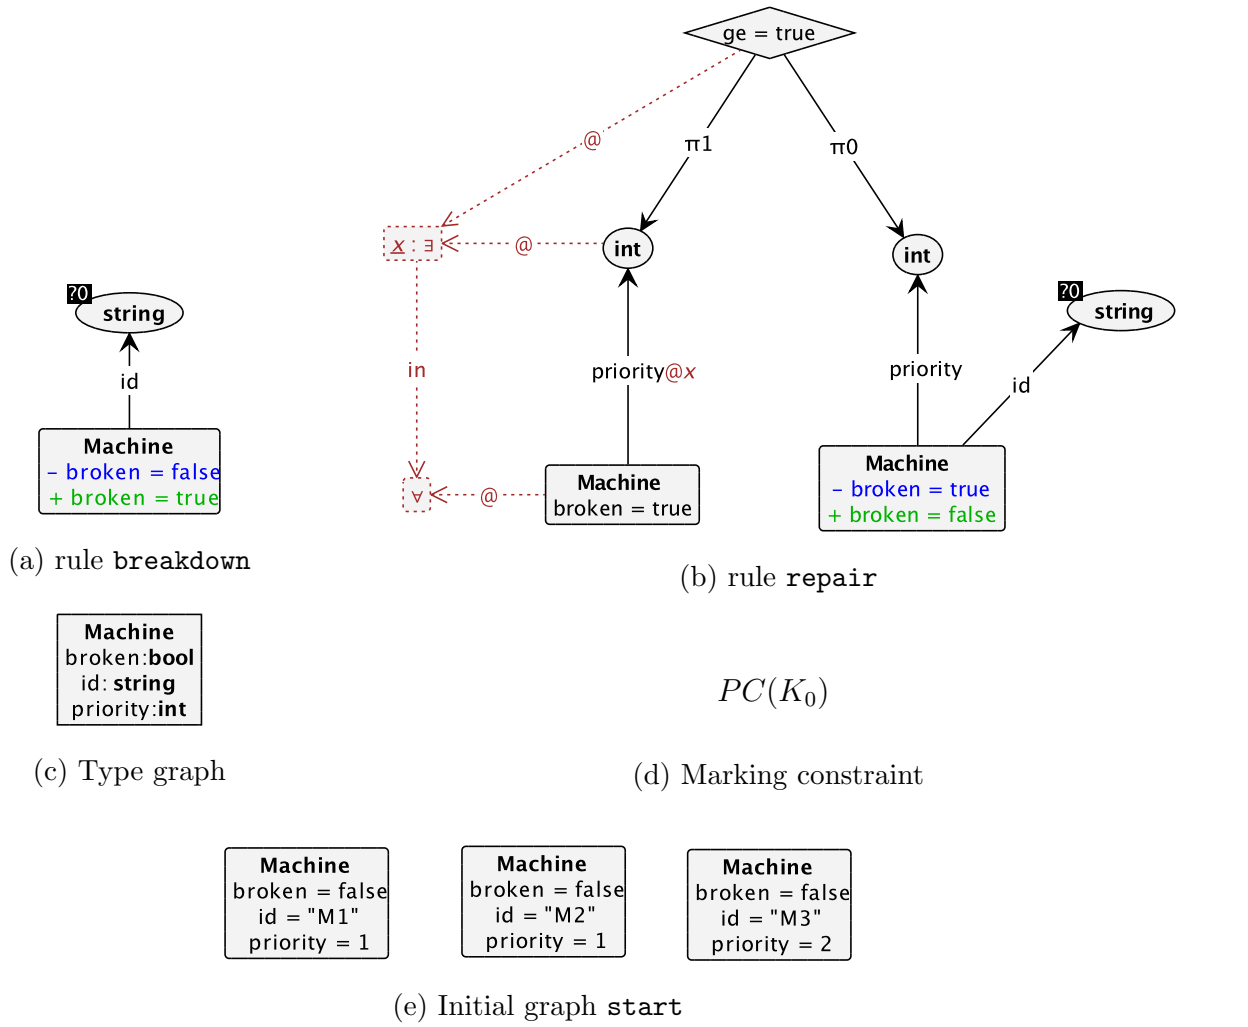 ge = true
@
π1
π0
x : ∃
@
int
int
?0
string
?0
string
in
priority@x
priority
id
id
Machine
– broken = false
+ broken = true
∀
@
Machine
broken = true
Machine
– broken = true
+ broken = false
(a) rule breakdown
(b) rule repair
Machine
broken:bool
id: string
priority:int
PC(K₀)
(c) Type graph
(d) Marking constraint
Machine
broken = false
id = "M1"
priority = 1
Machine
broken = false
id = "M2"
priority = 1
Machine
broken = false
id = "M3"
priority = 2
(e) Initial graph start